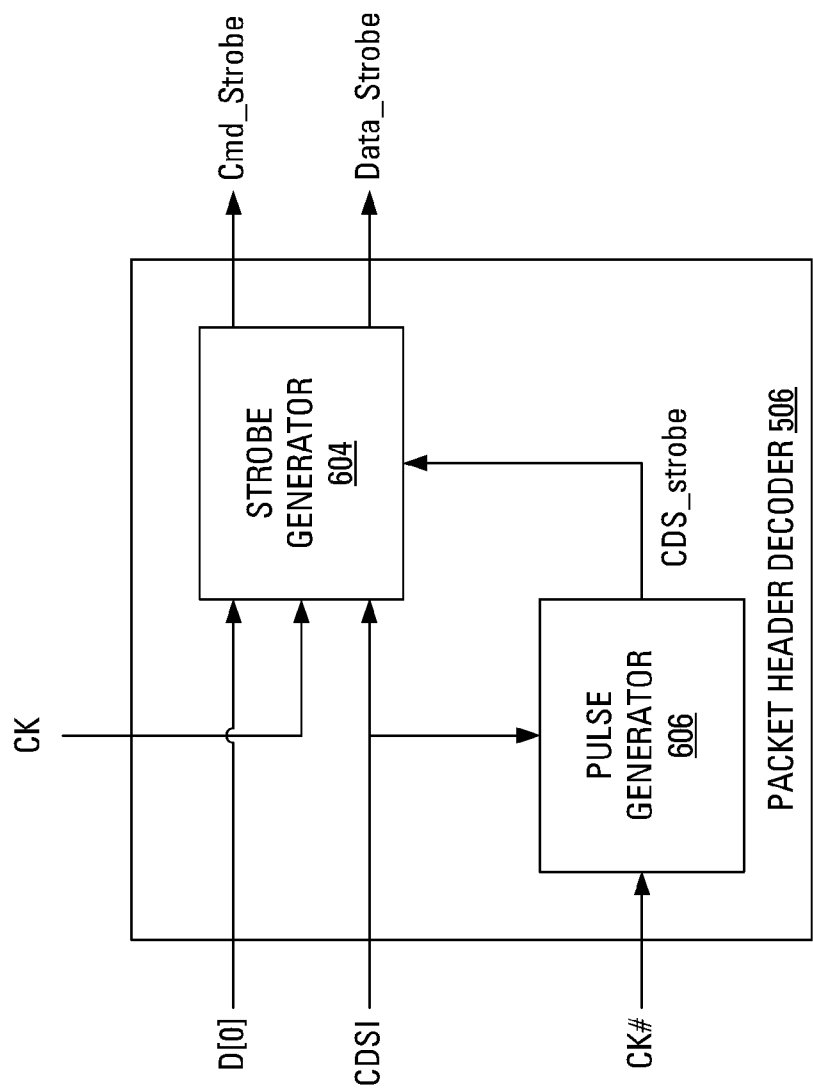 CK
D[0]
CDSI
CK#
STROBE
GENERATOR
604
PULSE
GENERATOR
606
CDS_strobe
Cmd_Strobe
Data_Strobe
PACKET HEADER DECODER 506